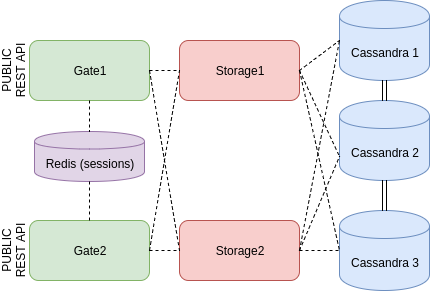 PUBLIC
REST API
Gate1
Storage1
Cassandra 1
Redis (sessions)
Cassandra 2
PUBLIC
REST API
Gate2
Storage2
Cassandra 3